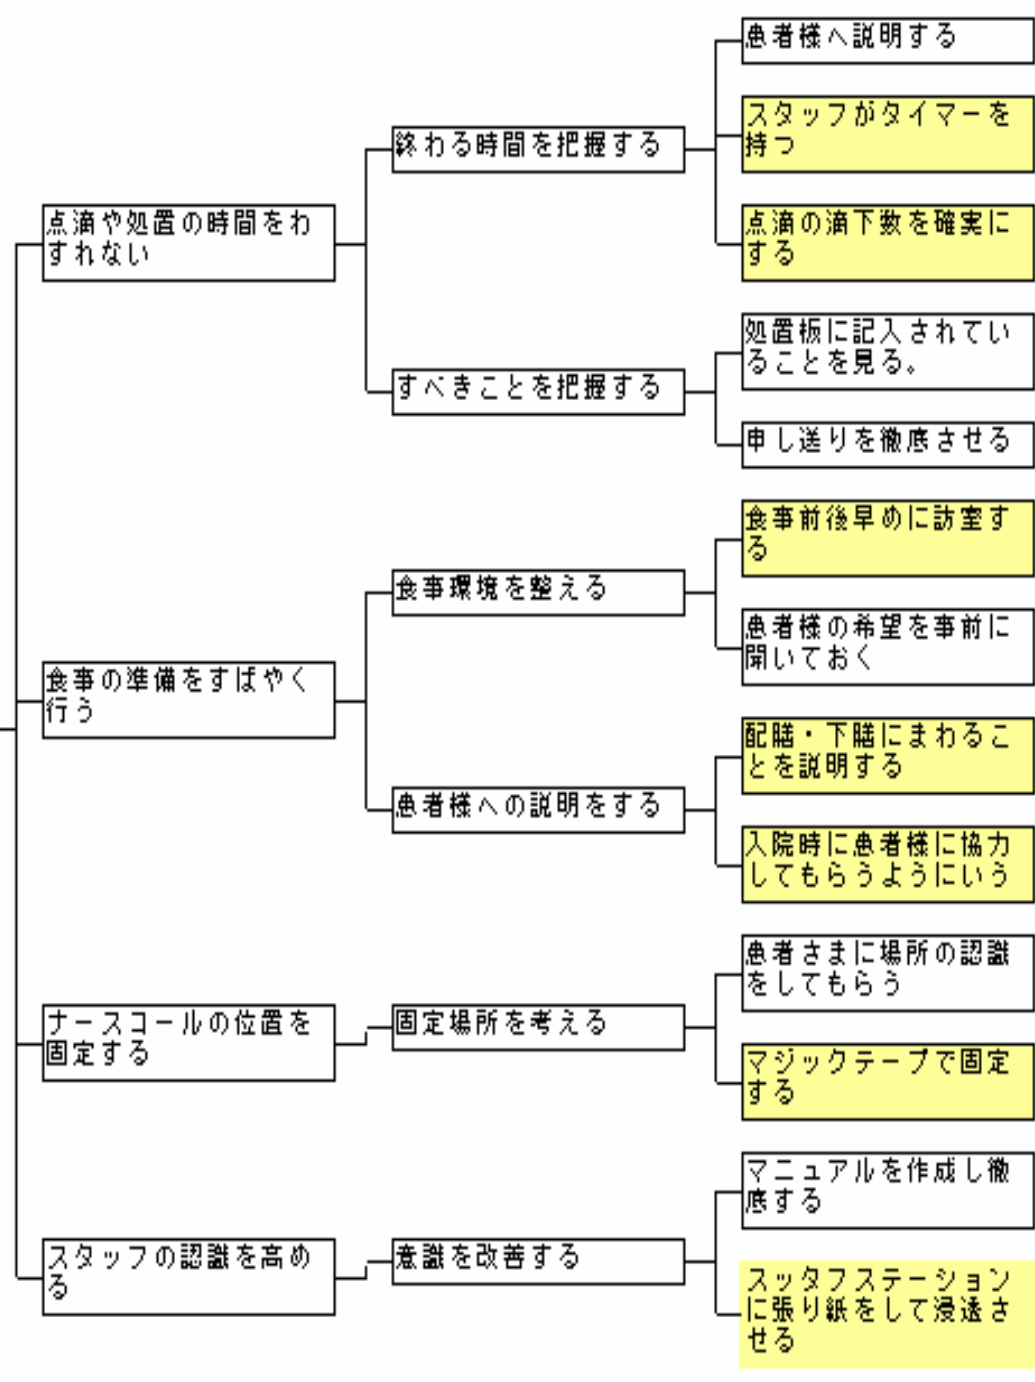 患者様へ説明する
スタッフがタイマーを
持つ
終わる時間を把握する
点滴の滴下数を確実に
する
点滴や処置の時間をわ
すれない
処置板に記入されてい
ることを見る。
すべきことを把握する
申し送りを徹底させる
食事前後早めに訪室す
る
食事環境を整える
患者様の希望を事前に
聞いておく
食事の準備をすばやく
行う
配膳・下膳にまわるこ
とを説明する
患者様への説明をする
入院時に患者様に協力
してもらうようにいう
患者さまに場所の認識
をしてもらう
ナースコールの位置を
固定する
固定場所を考える
マジックテープで固定
する
マニュアルを作成し徹
底する
スタッフの認識を高め
る
意識を改善する
スッタフステーション
に張り紙をして浸透さ
せる